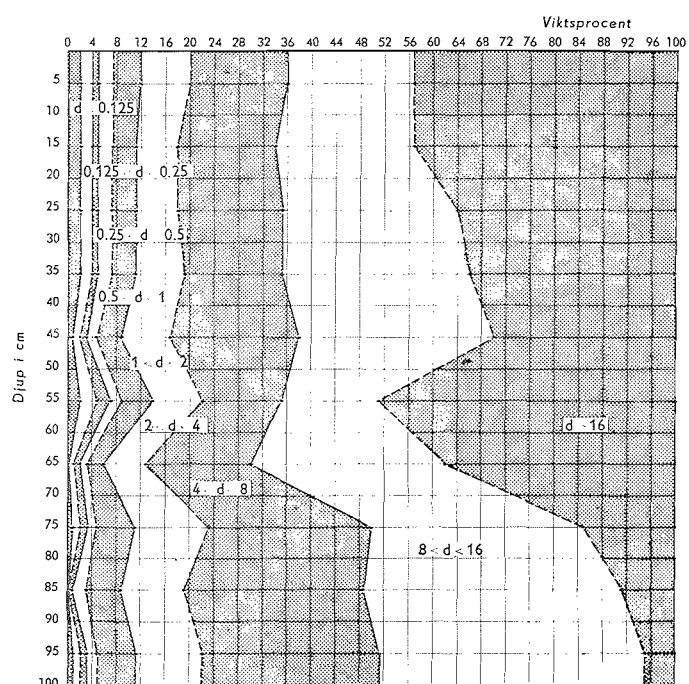 Viktsprocent
0 4 8 12 16 20 24 28 32 36 40 44 48 52 56 60 64 68 72 76 80 84 88 92 96 100
5
d · 0.125
10
15
0.125 · d · 0.25
20
25
0.25 · d · 0.5
30
35
0.5 · d · 1
40
45
1 < d · 2
50
55
2 · d · 4
d · 16
60
65
4 · d · 8
70
75
8 < d < 16
80
85
90
95
100
Djup i cm